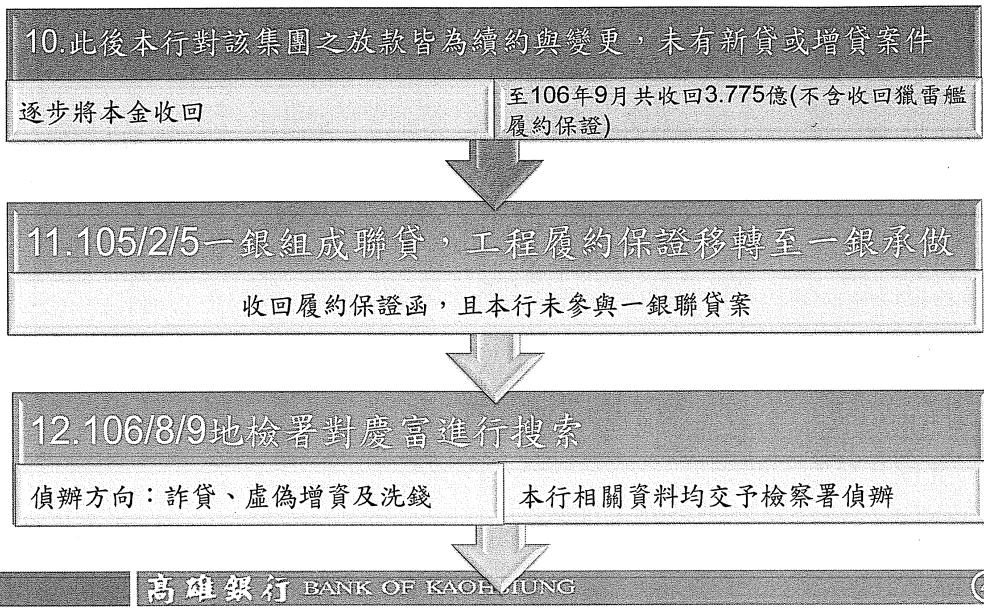 10.此後本行對該集團之放款皆為續約與變更，未有新貸或增貸案件
逐步將本金收回
至106年9月共收回3.775億(不含收回獵雷艦
履約保證)
11.105/2/5一銀組成聯貸，工程履約保證移轉至一銀承做
收回履約保證函，且本行未參與一銀聯貸案
12.106/8/9地檢署對慶富進行搜索
偵辦方向：詐貸、虛偽增資及洗錢
本行相關資料均交予檢察署偵辦
高雄銀行 BANK OF KAOHSIUNG